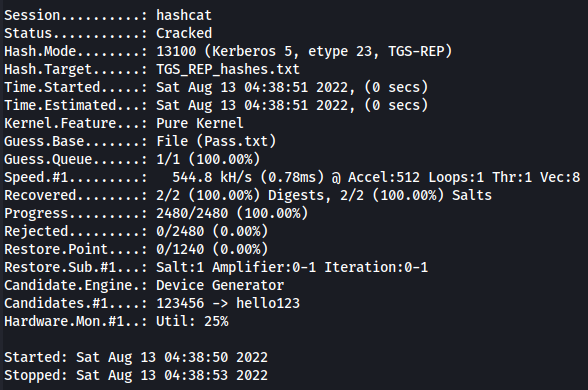 Session..........: hashcat
Status...........: Cracked
Hash.Mode........: 13100 (Kerberos 5, etype 23, TGS-REP)
Hash.Target......: TGS_REP_hashes.txt
Time.Started.....: Sat Aug 13 04:38:51 2022, (0 secs)
Time.Estimated...: Sat Aug 13 04:38:51 2022, (0 secs)
Kernel.Feature...: Pure Kernel
Guess.Base.......: File (Pass.txt)
Guess.Queue......: 1/1 (100.00%)
Speed.#1.........:   544.8 kH/s (0.78ms) @ Accel:512 Loops:1 Thr:1 Vec:8
Recovered........: 2/2 (100.00%) Digests, 2/2 (100.00%) Salts
Progress.........: 2480/2480 (100.00%)
Rejected.........: 0/2480 (0.00%)
Restore.Point....: 0/1240 (0.00%)
Restore.Sub.#1...: Salt:1 Amplifier:0-1 Iteration:0-1
Candidate.Engine.: Device Generator
Candidates.#1....: 123456 -> hello123
Hardware.Mon.#1..: Util: 25%

Started: Sat Aug 13 04:38:50 2022
Stopped: Sat Aug 13 04:38:53 2022